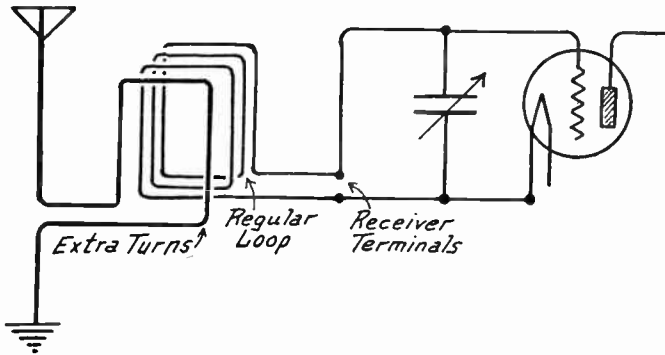 Extra Turns
Regular
Loop
Receiver
Terminals